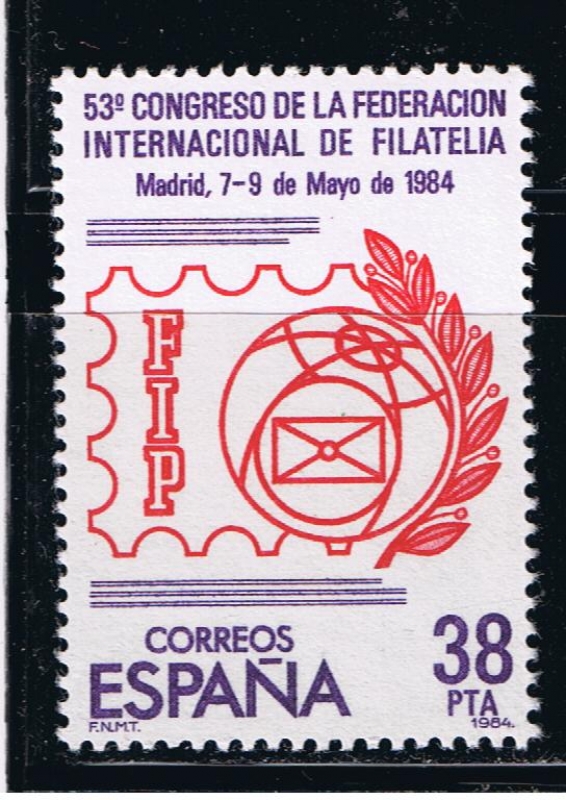 53º CONGRESO DE LA FEDERACION
INTERNACIONAL DE FILATELIA
Madrid, 7-9 de Mayo de 1984
FIP
CORREOS
ESPAÑA
38
PTA
F.N.M.T.
1984.